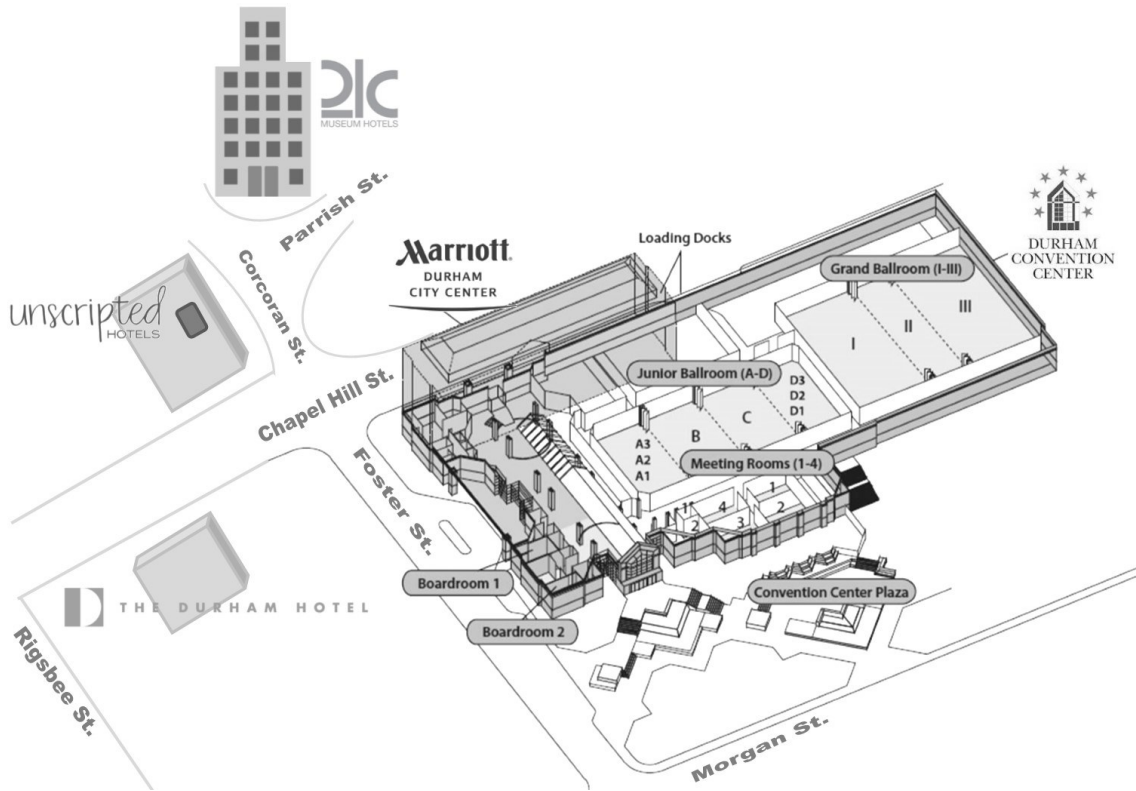 21c
MUSEUM HOTELS
Parrish St.
Corcoran St.
unscripted
HOTELS
Marriott
DURHAM
CITY CENTER
Loading Docks
Grand Ballroom (I-III)
DURHAM
CONVENTION
CENTER
I
II
III
Junior Ballroom (A-D)
D3
D2
D1
C
B
A3
A2
A1
Chapel Hill St.
Foster St.
Meeting Rooms (1-4)
1
1
4
2
2
3
Boardroom 1
Boardroom 2
Convention Center Plaza
D
THE DURHAM HOTEL
Rigsbee St.
Morgan St.